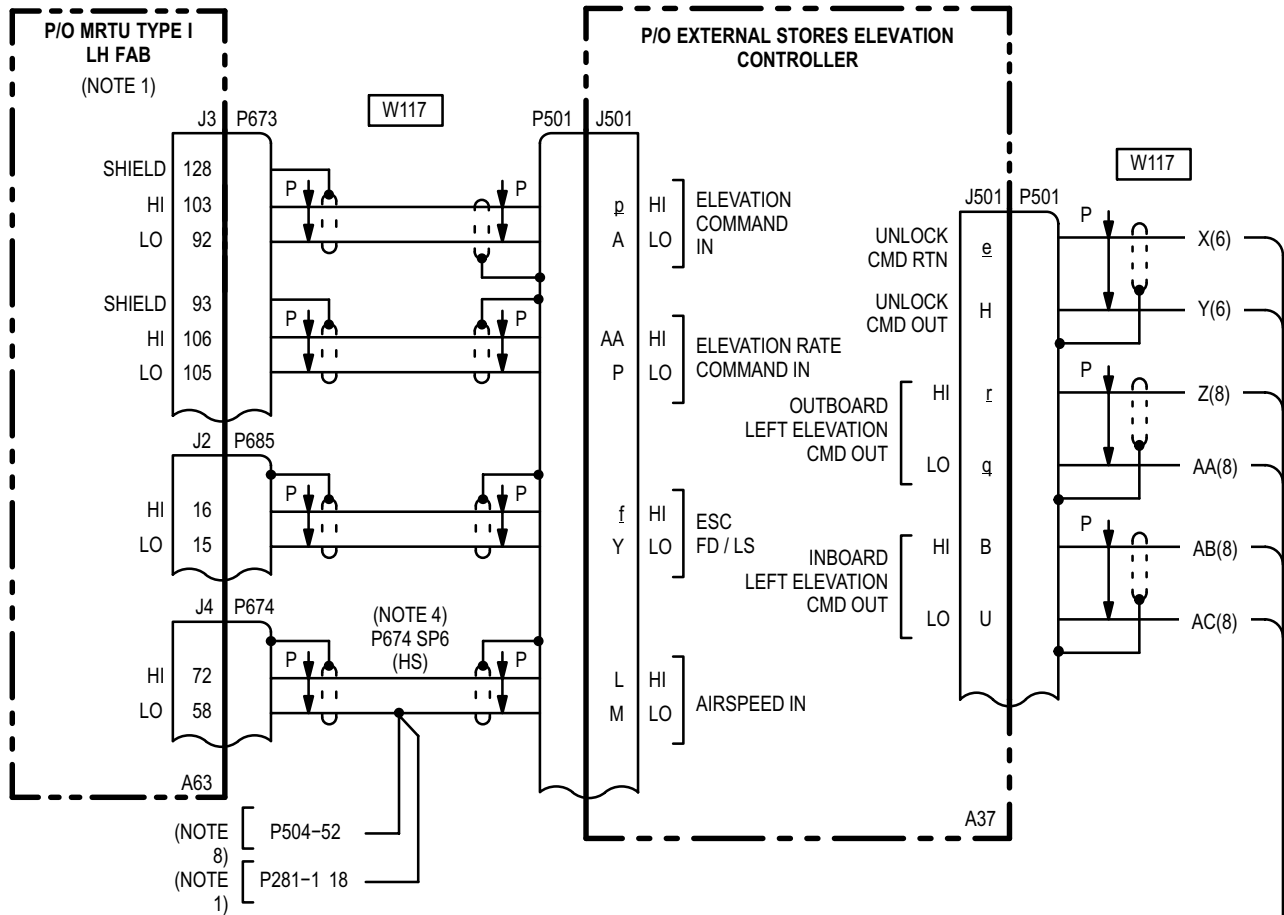 P/O MRTU TYPE I
LH FAB
(NOTE 1)
P/O EXTERNAL STORES ELEVATION
CONTROLLER
W117
J3 P673
P501 J501
SHIELD 128
HI 103
LO 92
P P
p HI
A LO
ELEVATION
COMMAND
IN
SHIELD 93
HI 106
LO 105
P P
AA HI
P LO
ELEVATION RATE
COMMAND IN
J2 P685
HI 16
LO 15
P P
f HI
Y LO
ESC
FD / LS
J4 P674
(NOTE 4)
P674 SP6
(HS)
HI 72
LO 58
P P
L HI
M LO
AIRSPEED IN
A63
(NOTE
8)
P504–52
(NOTE
1)
P281–1 18
W117
J501 P501
UNLOCK
CMD RTN
e
P
X(6)
UNLOCK
CMD OUT
H
Y(6)
OUTBOARD
LEFT ELEVATION
CMD OUT
HI r
P
Z(8)
LO q
AA(8)
INBOARD
LEFT ELEVATION
CMD OUT
HI B
P
AB(8)
LO U
AC(8)
A37